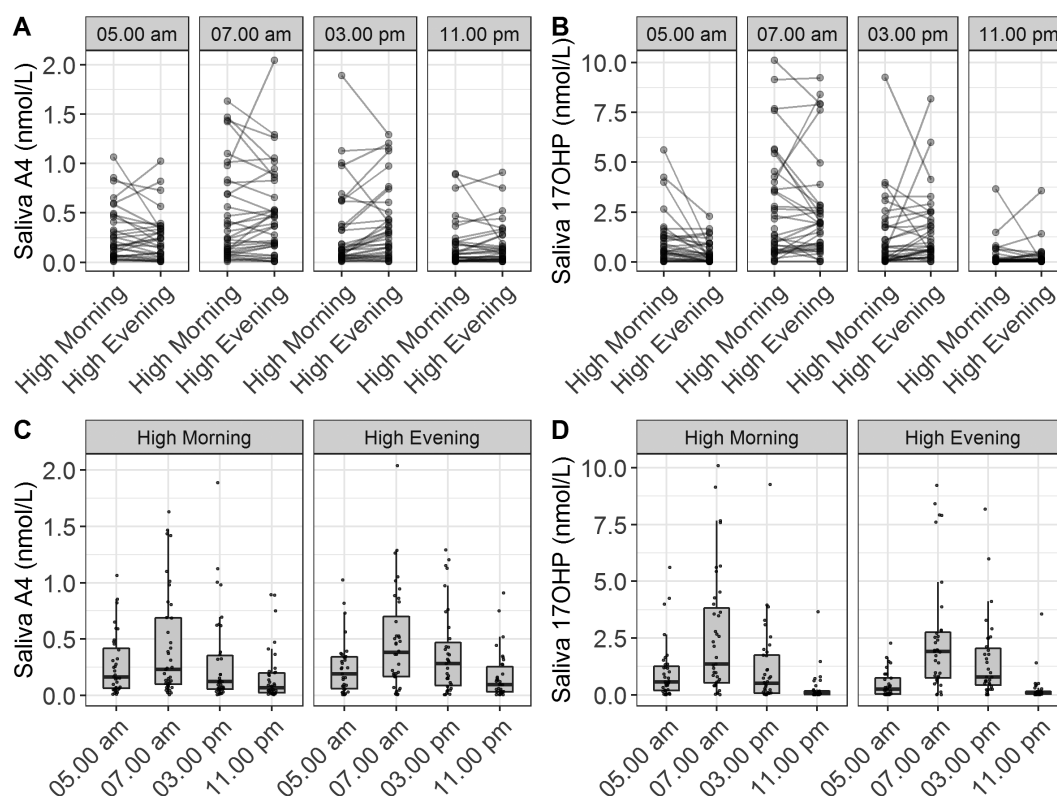 A
05.00 am 07.00 am 03.00 pm 11.00 pm
Saliva A4 (nmol/L)
2.0
1.5
1.0
0.5
0.0
High Morning High Evening High Morning High Evening High Morning High Evening High Morning High Evening
B
05.00 am 07.00 am 03.00 pm 11.00 pm
Saliva 17OHP (nmol/L)
10.0
7.5
5.0
2.5
0.0
High Morning High Evening High Morning High Evening High Morning High Evening High Morning High Evening
C
High Morning High Evening
Saliva A4 (nmol/L)
2.0
1.5
1.0
0.5
0.0
05.00 am 07.00 am 03.00 pm 11.00 pm 05.00 am 07.00 am 03.00 pm 11.00 pm
D
High Morning High Evening
Saliva 17OHP (nmol/L)
10.0
7.5
5.0
2.5
0.0
05.00 am 07.00 am 03.00 pm 11.00 pm 05.00 am 07.00 am 03.00 pm 11.00 pm